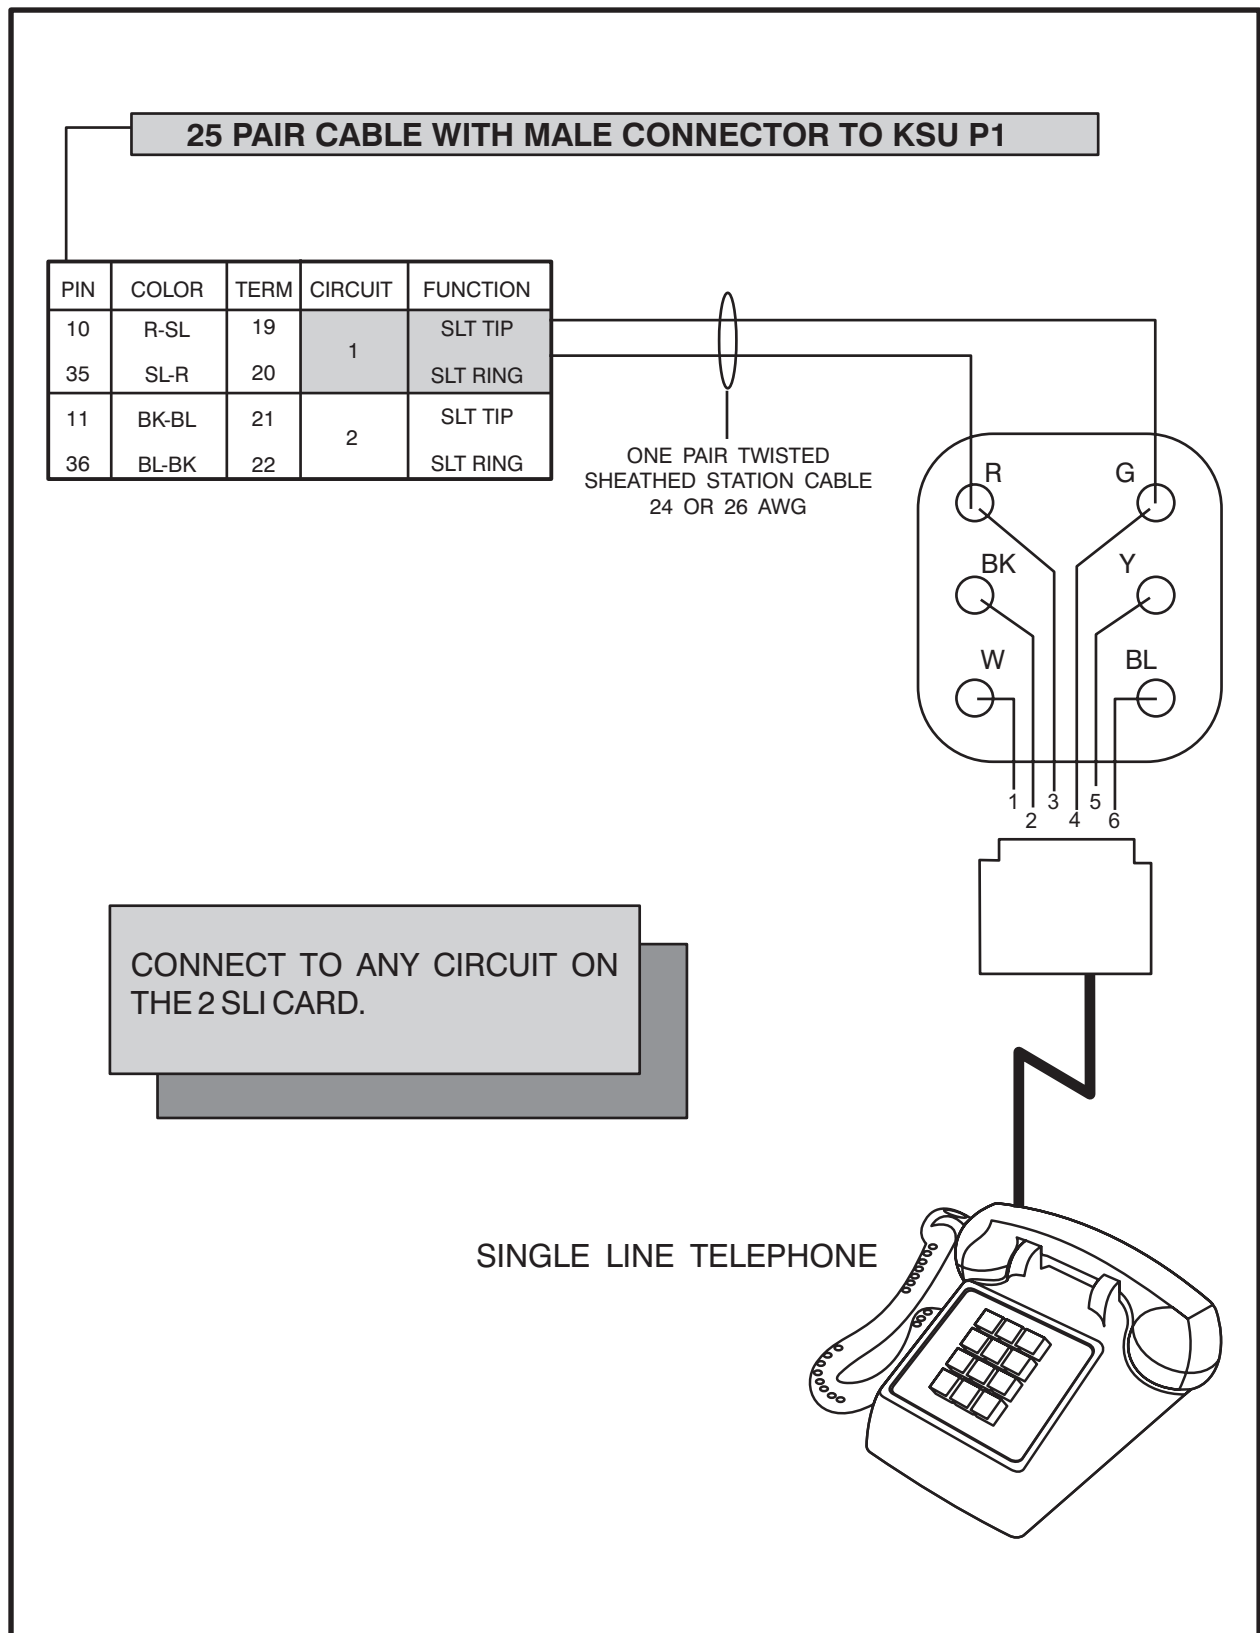 25 PAIR CABLE WITH MALE CONNECTOR TO KSU P1
PIN COLOR TERM CIRCUIT FUNCTION
10 R-SL 19 1 SLT TIP
35 SL-R 20 SLT RING
11 BK-BL 21 2 SLT TIP
36 BL-BK 22 SLT RING
ONE PAIR TWISTED
SHEATHED STATION CABLE
24 OR 26 AWG
R G
BK Y
W BL
1 2 3 4 5 6
CONNECT TO ANY CIRCUIT ON
THE 2 SLI CARD.
SINGLE LINE TELEPHONE